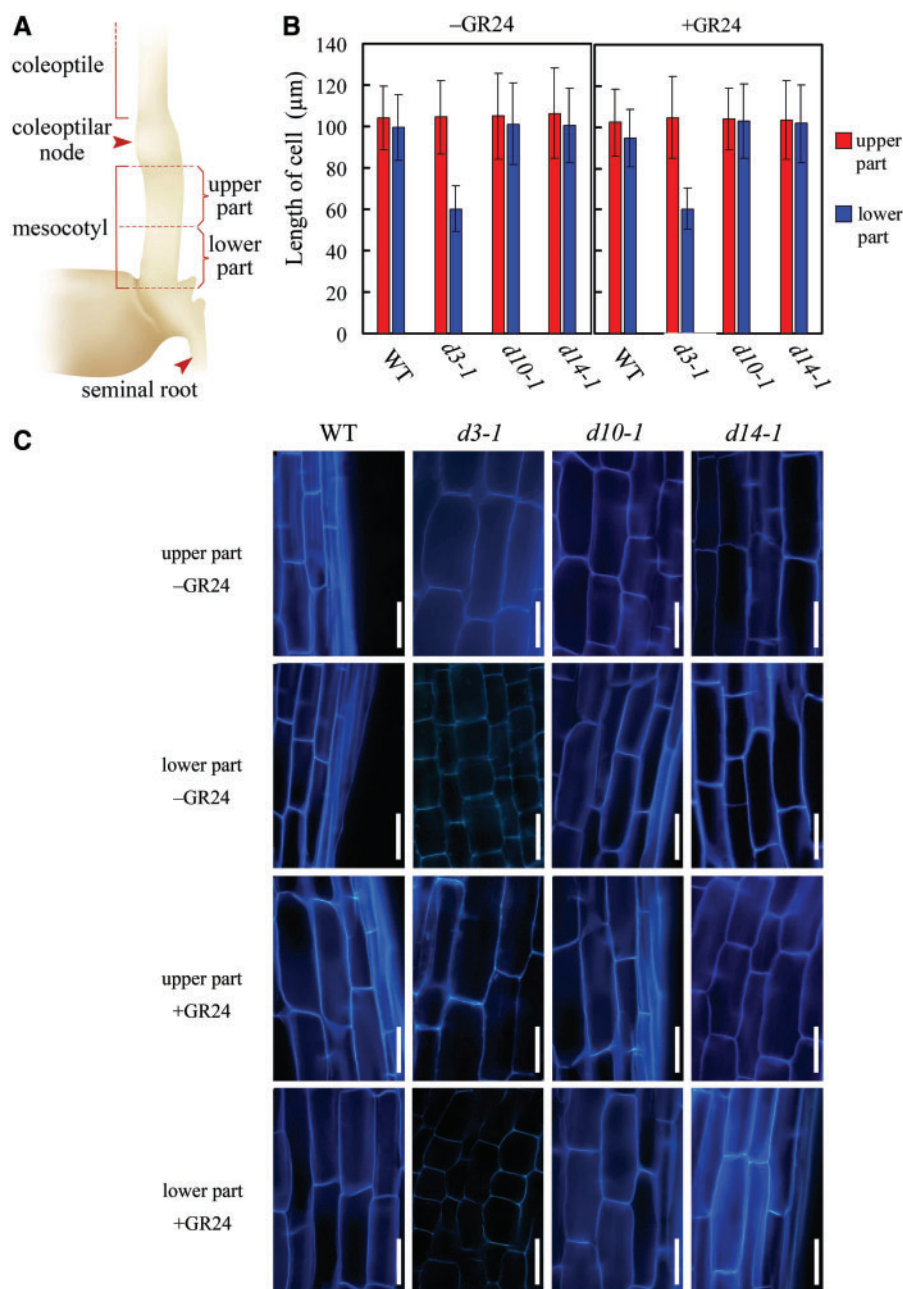 A
coleoptile
coleoptilar
node
mesocotyl
upper
part
lower
part
seminal root
B
–GR24
+GR24
Length of cell (μm)
140
120
100
80
60
40
20
0
WT
d3-1
d10-1
d14-1
WT
d3-1
d10-1
d14-1
upper
part
lower
part
C
WT
d3-1
d10-1
d14-1
upper part
–GR24
lower part
–GR24
upper part
+GR24
lower part
+GR24